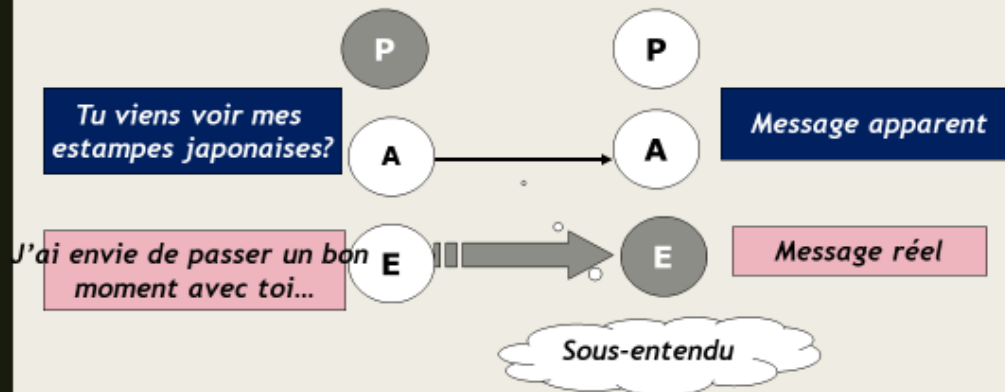 P
P
Tu viens voir mes
estampes japonaises?
A
A
Message apparent
J'ai envie de passer un bon
moment avec toi…
E
E
Message réel
Sous-entendu